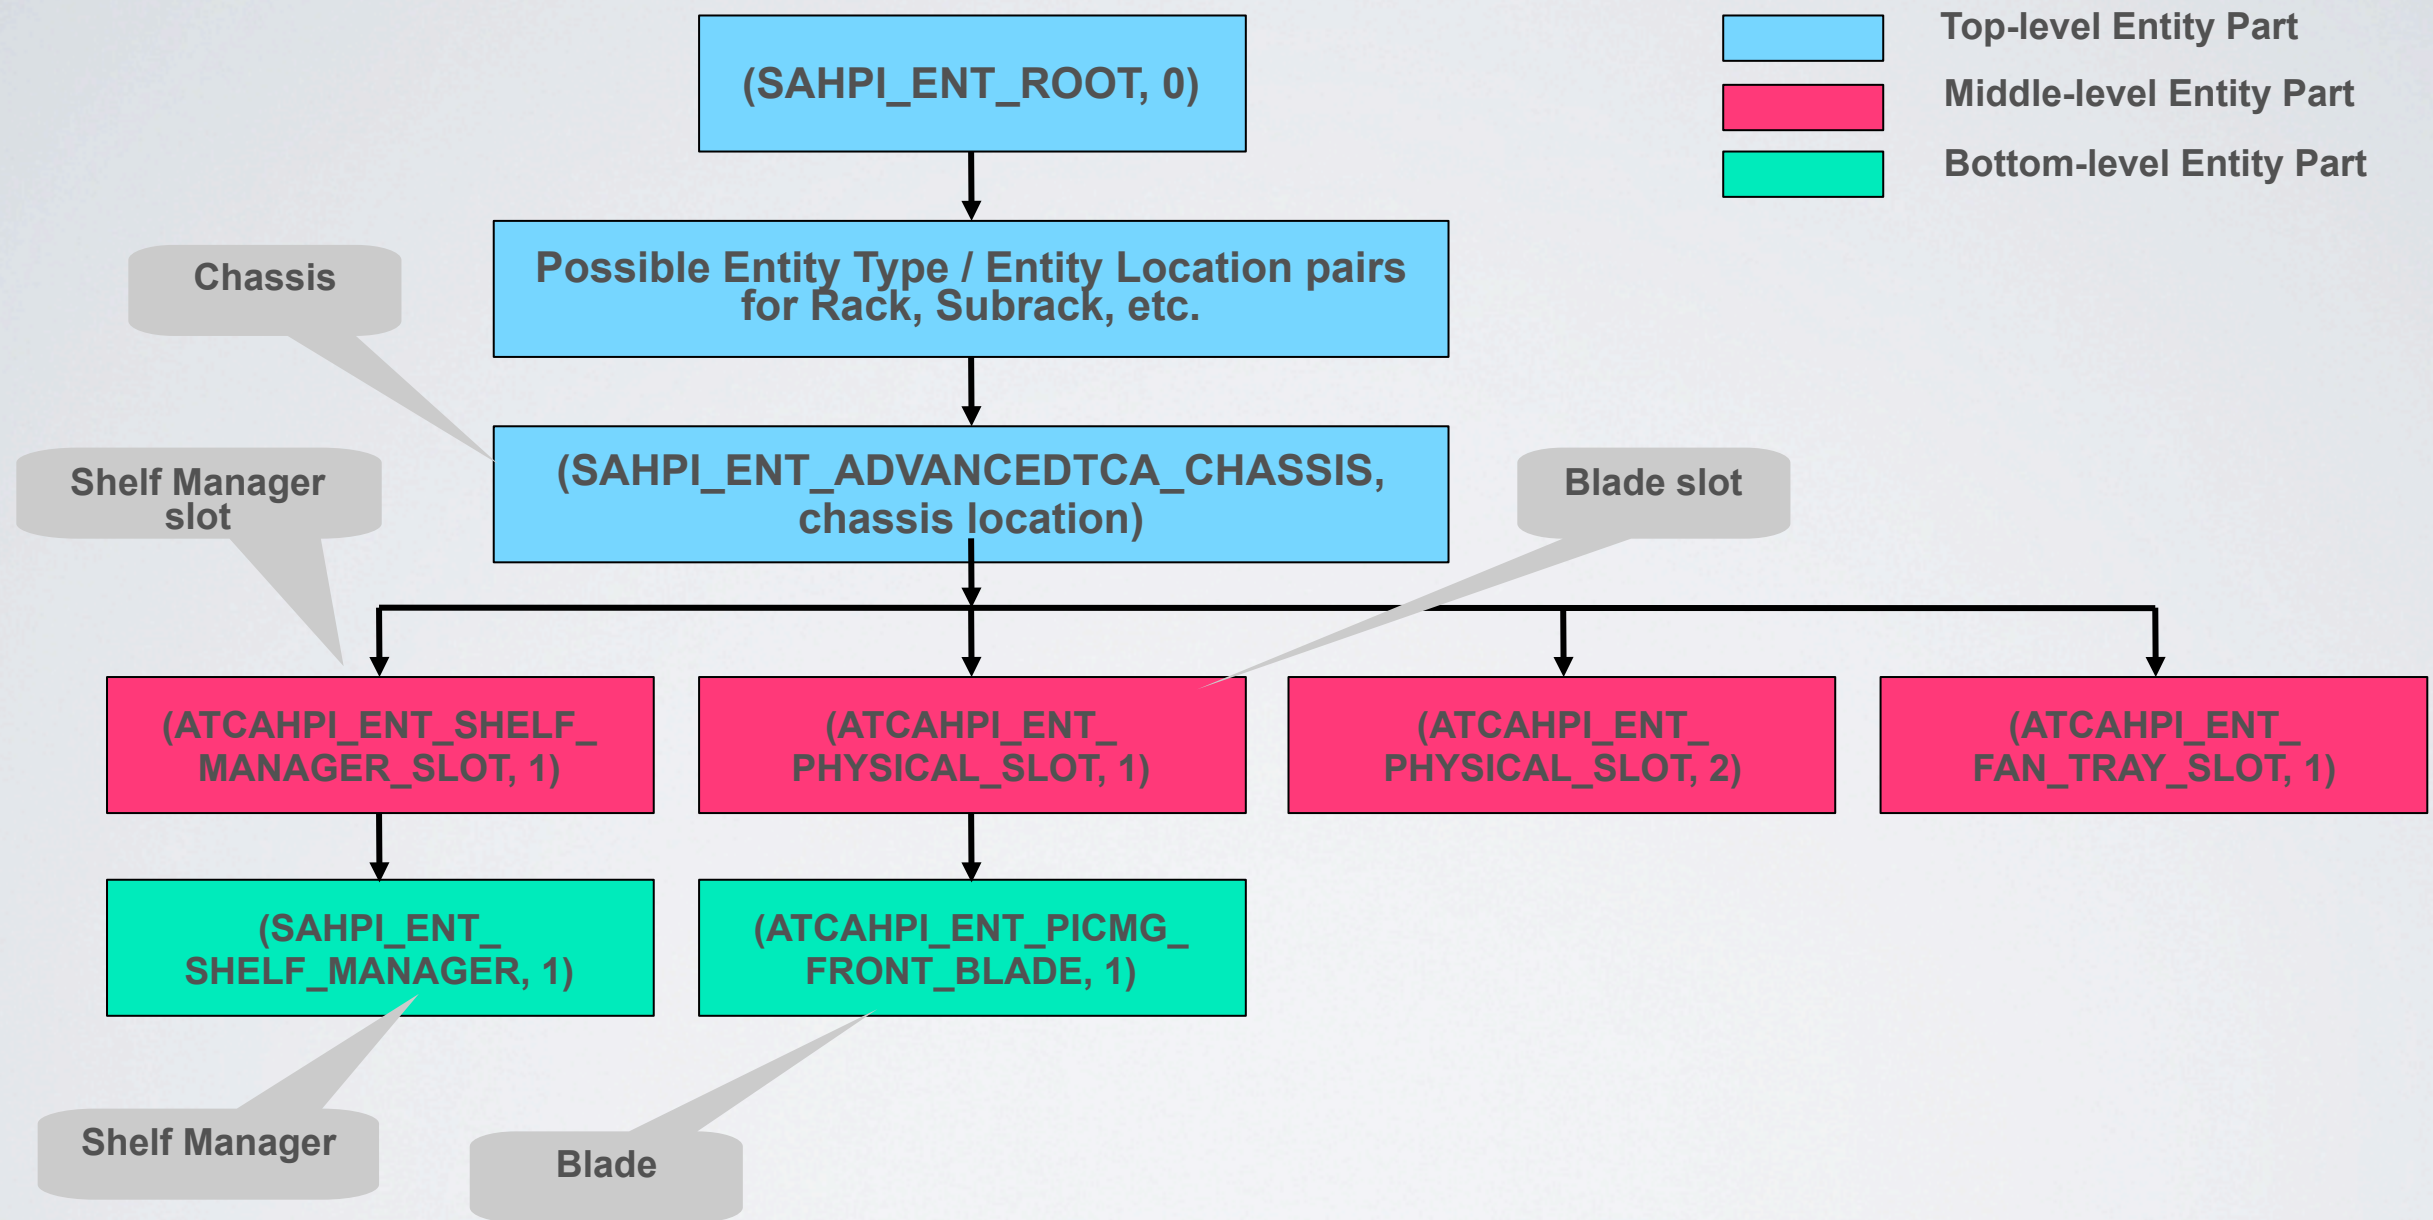 (SAHPI_ENT_ROOT, 0)
Top-level Entity Part
Middle-level Entity Part
Bottom-level Entity Part
Possible Entity Type / Entity Location pairs
for Rack, Subrack, etc.
Chassis
(SAHPI_ENT_ADVANCEDTCA_CHASSIS,
chassis location)
Shelf Manager
slot
Blade slot
(ATCAHPI_ENT_SHELF_
MANAGER_SLOT, 1)
(ATCAHPI_ENT_
PHYSICAL_SLOT, 1)
(ATCAHPI_ENT_
PHYSICAL_SLOT, 2)
(ATCAHPI_ENT_
FAN_TRAY_SLOT, 1)
(SAHPI_ENT_
SHELF_MANAGER, 1)
(ATCAHPI_ENT_PICMG_
FRONT_BLADE, 1)
Shelf Manager
Blade